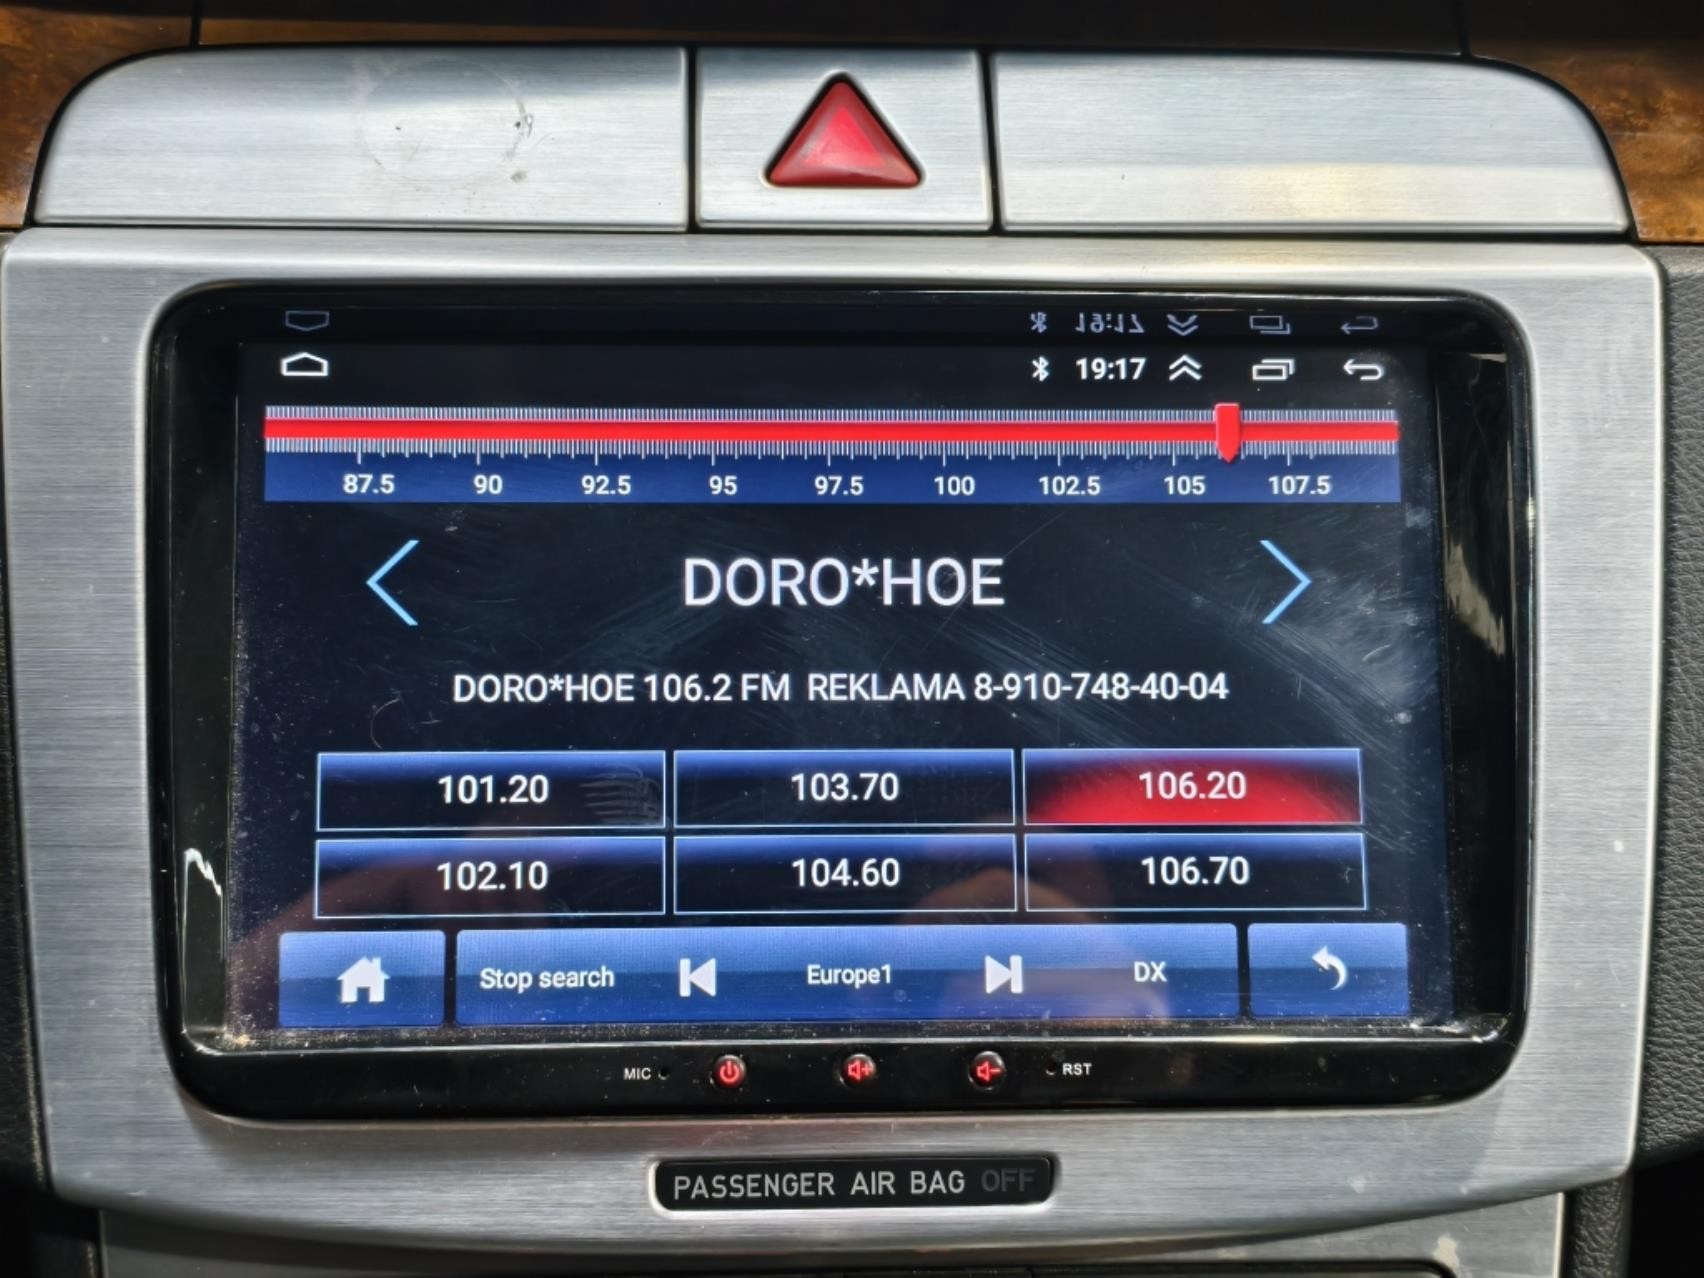 19:17
19:17
87.5 90 92.5 95 97.5 100 102.5 105 107.5
DORO*HOE
DORO*HOE 106.2 FM REKLAMA 8-910-748-40-04
101.20 103.70 106.20
102.10 104.60 106.70
Stop search Europe1 DX
MIC RST
PASSENGER AIR BAG OFF